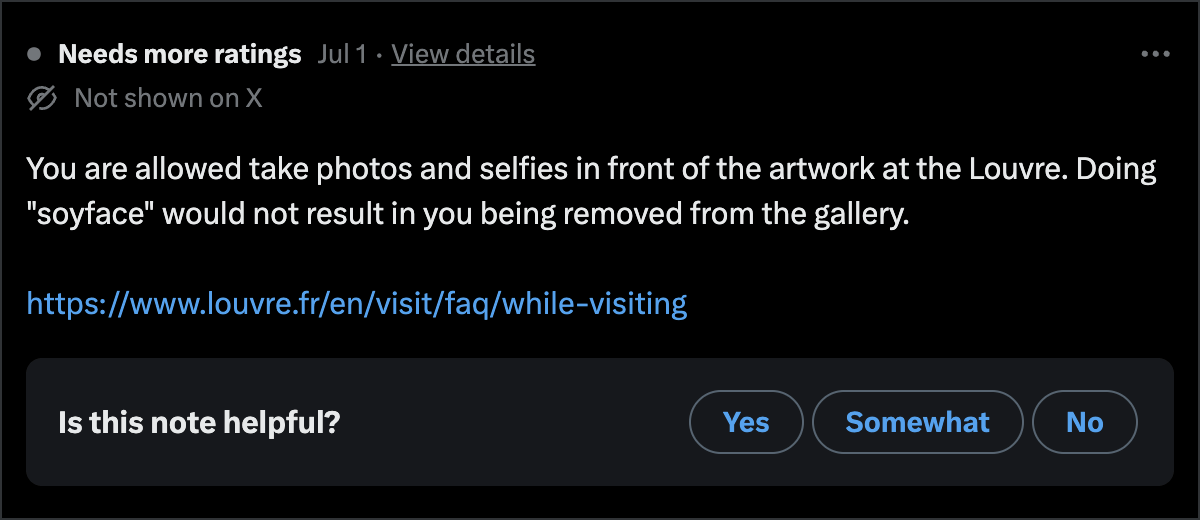 Needs more ratings Jul 1 · View details
Not shown on X
You are allowed take photos and selfies in front of the artwork at the Louvre. Doing
"soyface" would not result in you being removed from the gallery.
https://www.louvre.fr/en/visit/faq/while-visiting
Is this note helpful? Yes Somewhat No